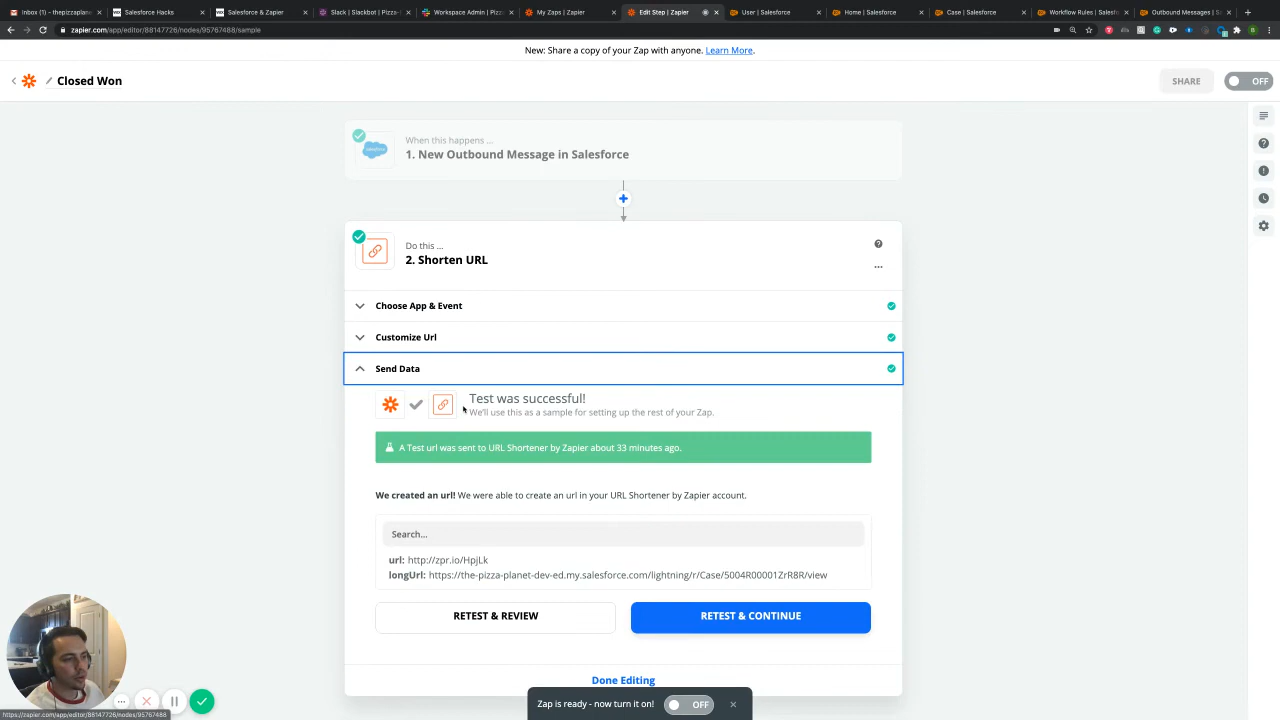 Inbox (1) – thepizzaplane
Salesforce Hacks
Salesforce & Zapier
Slack | Slackbot | Pizza-
Workspace Admin | Pizza
My Zaps | Zapier
Edit Step | Zapier
User | Salesforce
Home | Salesforce
Case | Salesforce
Workflow Rules | Salesf
Outbound Messages | S
zapier.com/app/editor/88147726/nodes/95767488/sample
New: Share a copy of your Zap with anyone. Learn More.
Closed Won
SHARE
OFF
When this happens ...
1. New Outbound Message in Salesforce
Do this ...
2. Shorten URL
Choose App & Event
Customize Url
Send Data
Test was successful!
We'll use this as a sample for setting up the rest of your Zap.
A Test url was sent to URL Shortener by Zapier about 33 minutes ago.
We created an url! We were able to create an url in your URL Shortener by Zapier account.
Search...
url: http://zpr.io/HpjLk
longUrl: https://the-pizza-planet-dev-ed.my.salesforce.com/lightning/r/Case/5004R00001ZrR8R/view
RETEST & REVIEW
RETEST & CONTINUE
Done Editing
Zap is ready - now turn it on!
OFF
https://zapier.com/app/editor/88147726/nodes/95767488